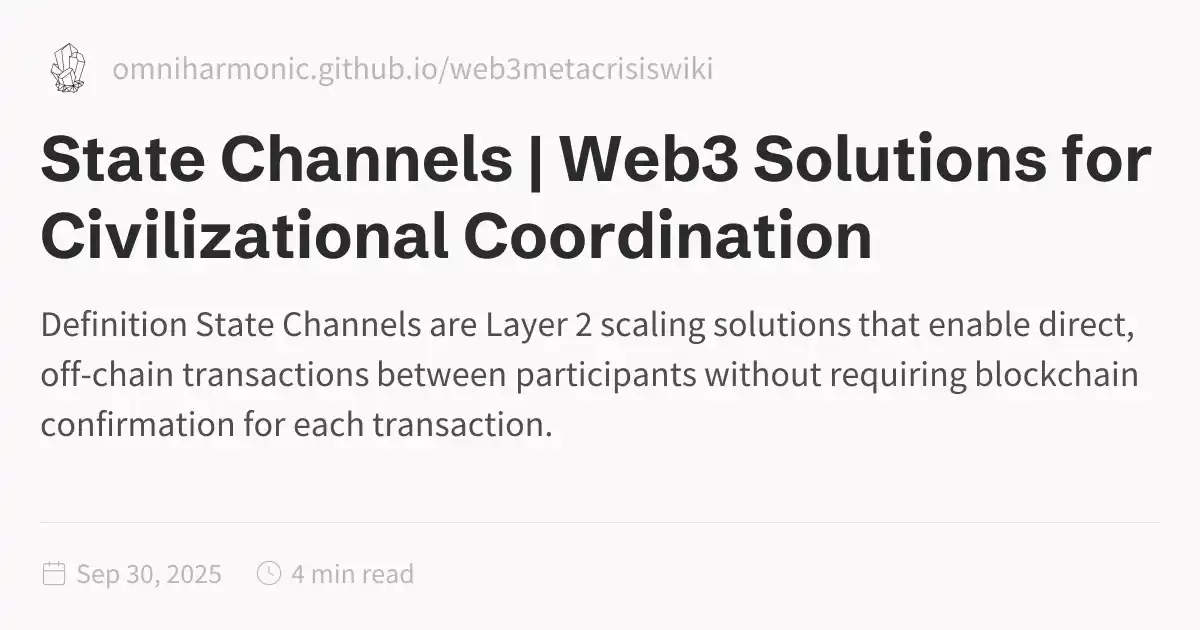 omniharmonic.github.io/web3metacrisiswiki
State Channels | Web3 Solutions for
Civilizational Coordination
Definition State Channels are Layer 2 scaling solutions that enable direct,
off-chain transactions between participants without requiring blockchain
confirmation for each transaction.
Sep 30, 2025 4 min read